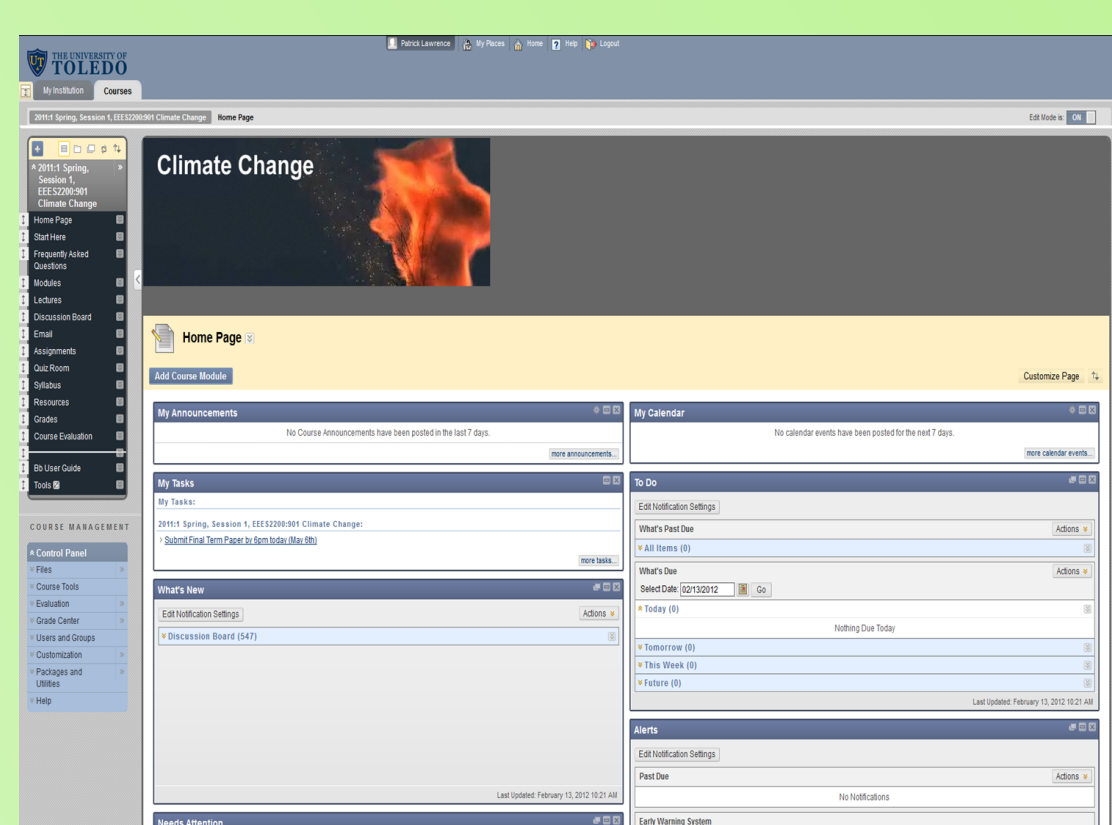 Patrick Lawrence My Places Home Help Logout
THE UNIVERSITY OF
TOLEDO
My Institution Courses
2011:1 Spring, Session 1, EEES2200:901 Climate Change Home Page Edit Mode is: ON
2011:1 Spring,
Session 1,
EEES2200:901
Climate Change
Home Page
Start Here
Frequently Asked
Questions
Modules
Lectures
Discussion Board
Email
Assignments
Quiz Room
Syllabus
Resources
Grades
Course Evaluation
Bb User Guide
Tools
COURSE MANAGEMENT
Control Panel
Files
Course Tools
Evaluation
Grade Center
Users and Groups
Customization
Packages and
Utilities
Help
Climate Change
Home Page
Add Course Module Customize Page
My Announcements
No Course Announcements have been posted in the last 7 days.
more announcements...
My Tasks
My Tasks:
2011:1 Spring, Session 1, EEES2200:901 Climate Change:
Submit Final Term Paper by 6pm today (May 6th)
more tasks...
What's New
Edit Notification Settings Actions
Discussion Board (547)
Last Updated: February 13, 2012 10:21 AM
Needs Attention
My Calendar
No calendar events have been posted for the next 7 days.
more calendar events...
To Do
Edit Notification Settings
What's Past Due Actions
All Items (0)
What's Due Actions
Select Date: 02/13/2012 Go
Today (0)
Nothing Due Today
Tomorrow (0)
This Week (0)
Future (0)
Last Updated: February 13, 2012 10:21 AM
Alerts
Edit Notification Settings
Past Due Actions
No Notifications
Early Warning System